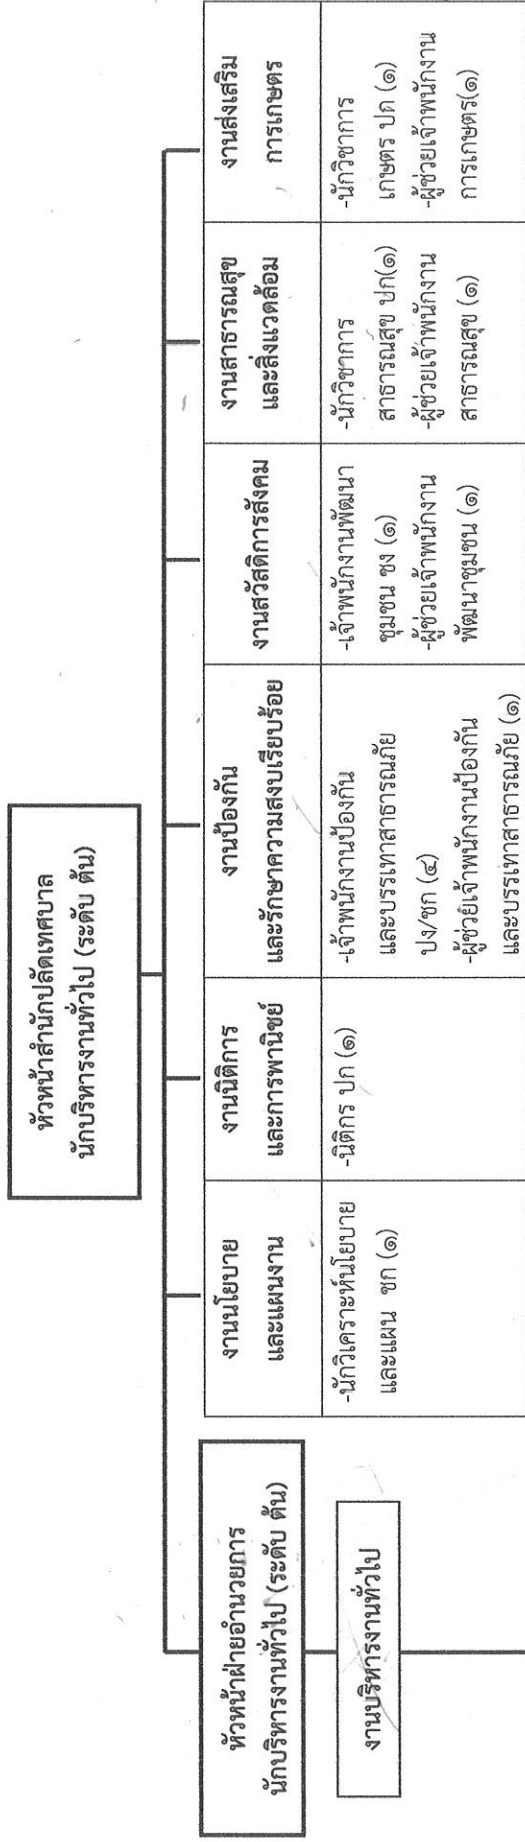 หัวหน้าสำนักปลัดเทศบาล
นักบริหารงานทั่วไป (ระดับ ต้น)
หัวหน้าฝ่ายอำนวยการ
นักบริหารงานทั่วไป (ระดับ ต้น)
งานบริหารงานทั่วไป
งานนโยบาย
และแผนงาน
-นักวิเคราะห์นโยบาย
และแผน ชก (๑)
งานนิติการ
และการพานิชย์
-นิติกร ปก (๑)
งานป้องกัน
และรักษาความสงบเรียบร้อย
-เจ้าพนักงานป้องกัน
และบรรเทาสาธารณภัย
ปง/ชก (๔)
-ผู้ช่วยเจ้าพนักงานป้องกัน
และบรรเทาสาธารณภัย (๑)
งานสวัสดิการสังคม
-เจ้าพนักงานพัฒนา
ชุมชน ชง (๑)
-ผู้ช่วยเจ้าพนักงาน
พัฒนาชุมชน (๑)
งานสาธารณสุข
และสิ่งแวดล้อม
-นักวิชาการ
สาธารณสุข ปก(๑)
-ผู้ช่วยเจ้าพนักงาน
สาธารณสุข (๑)
งานส่งเสริม
การเกษตร
-นักวิชาการ
เกษตร ปก (๑)
-ผู้ช่วยเจ้าพนักงาน
การเกษตร(๑)